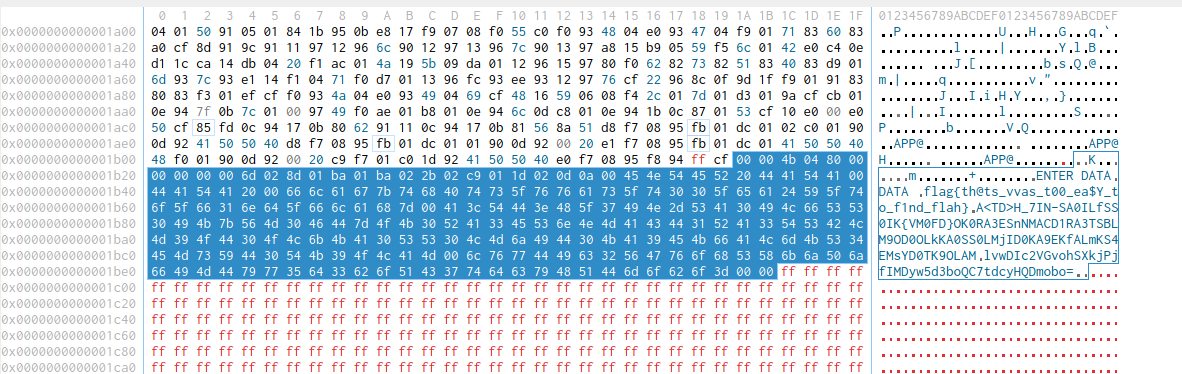 0 1 2 3 4 5 6 7 8 9 A B C D E F 10 11 12 13 14 15 16 17 18 19 1A 1B 1C 1D 1E 1F 0123456789ABCDEF0123456789ABCDEF
0x0000000000001a00 04 01 50 91 05 01 84 1b 95 0b e8 17 f9 07 08 f0 55 c0 f0 93 48 04 e0 93 47 04 f9 01 71 83 60 83 ..P.............U...H...G...q.`.
0x0000000000001a20 a0 cf 8d 91 9c 91 11 97 12 96 6c 90 12 97 13 96 7c 90 13 97 a8 15 b9 05 59 f5 6c 01 42 e0 c4 0e ..........l.....|.......Y.l.B...
0x0000000000001a40 d1 1c ca 14 db 04 20 f1 ac 01 4a 19 5b 09 da 01 12 96 15 97 80 f0 62 82 73 82 51 83 40 83 d9 01 ...... ...J.[.........b.s.Q.@...
0x0000000000001a60 6d 93 7c 93 e1 14 f1 04 71 f0 d7 01 13 96 fc 93 ee 93 12 97 76 cf 22 96 8c 0f 9d 1f f9 01 91 83 m.|.....q...........v.".........
0x0000000000001a80 80 83 f3 01 ef cf f0 93 4a 04 e0 93 49 04 69 cf 48 16 59 06 08 f4 2c 01 7d 01 d3 01 9a cf cb 01 ........J...I.i.H.Y...,.}.......
0x0000000000001aa0 0e 94 7f 0b 7c 01 00 97 49 f0 ae 01 b8 01 0e 94 6c 0d c8 01 0e 94 1b 0c 87 01 53 cf 10 e0 00 e0 ....|...I.......l.........S.....
0x0000000000001ac0 50 cf 85 fd 0c 94 17 0b 80 62 91 11 0c 94 17 0b 81 56 8a 51 d8 f7 08 95 fb 01 dc 01 02 c0 01 90 P........b.......V.Q............
0x0000000000001ae0 0d 92 41 50 50 40 d8 f7 08 95 fb 01 dc 01 01 90 0d 92 00 20 e1 f7 08 95 fb 01 dc 01 41 50 50 40 ..APP@............. ........APP@
0x0000000000001b00 48 f0 01 90 0d 92 00 20 c9 f7 01 c0 1d 92 41 50 50 40 e0 f7 08 95 f8 94 ff cf 00 00 4b 04 80 00 H...... ......APP@..........K...
0x0000000000001b20 00 00 00 00 6d 02 8d 01 ba 01 ba 02 2b 02 c9 01 1d 02 0d 0a 00 45 4e 54 45 52 20 44 41 54 41 00 ....m.......+........ENTER DATA.
0x0000000000001b40 44 41 54 41 20 00 66 6c 61 67 7b 74 68 40 74 73 5f 76 76 61 73 5f 74 30 30 5f 65 61 24 59 5f 74 DATA .flag{th@ts_vvas_t00_ea$Y_t
0x0000000000001b60 6f 5f 66 31 6e 64 5f 66 6c 61 68 7d 00 41 3c 54 44 3e 48 5f 37 49 4e 2d 53 41 30 49 4c 66 53 53 o_f1nd_flah}.A<TD>H_7IN-SA0ILfSS
0x0000000000001b80 30 49 4b 7b 56 4d 30 46 44 7d 4f 4b 30 52 41 33 45 53 6e 4e 4d 41 43 44 31 52 41 33 54 53 42 4c 0IK{VM0FD}OK0RA3ESnNMACD1RA3TSBL
0x0000000000001ba0 4d 39 4f 44 30 4f 4c 6b 4b 41 30 53 53 30 4c 4d 6a 49 44 30 4b 41 39 45 4b 66 41 4c 6d 4b 53 34 M9OD0OLkKA0SS0LMjID0KA9EKfALmKS4
0x0000000000001bc0 45 4d 73 59 44 30 54 4b 39 4f 4c 41 4d 00 6c 76 77 44 49 63 32 56 47 76 6f 68 53 58 6b 6a 50 6a EMsYD0TK9OLAM.lvwDIc2VGvohSXkjPj
0x0000000000001be0 66 49 4d 44 79 77 35 64 33 62 6f 51 43 37 74 64 63 79 48 51 44 6d 6f 62 6f 3d 00 00 ff ff ff ff fIMDyw5d3boQC7tdcyHQDmobo=......
0x0000000000001c00 ff ff ff ff ff ff ff ff ff ff ff ff ff ff ff ff ff ff ff ff ff ff ff ff ff ff ff ff ff ff ff ff ................................
0x0000000000001c20 ff ff ff ff ff ff ff ff ff ff ff ff ff ff ff ff ff ff ff ff ff ff ff ff ff ff ff ff ff ff ff ff ................................
0x0000000000001c40 ff ff ff ff ff ff ff ff ff ff ff ff ff ff ff ff ff ff ff ff ff ff ff ff ff ff ff ff ff ff ff ff ................................
0x0000000000001c60 ff ff ff ff ff ff ff ff ff ff ff ff ff ff ff ff ff ff ff ff ff ff ff ff ff ff ff ff ff ff ff ff ................................
0x0000000000001c80 ff ff ff ff ff ff ff ff ff ff ff ff ff ff ff ff ff ff ff ff ff ff ff ff ff ff ff ff ff ff ff ff ................................
0x0000000000001ca0 ff ff ff ff ff ff ff ff ff ff ff ff ff ff ff ff ff ff ff ff ff ff ff ff ff ff ff ff ff ff ff ff ................................